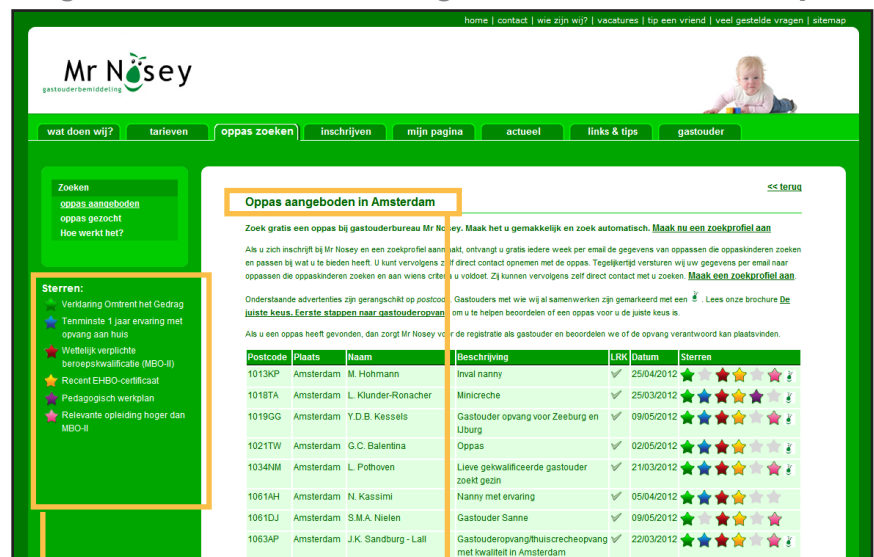 home | contact | wie zijn wij? | vacatures | tip een vriend | veel gestelde vragen | sitemap
Mr Nosey
gastouderbemiddeling
wat doen wij? tarieven oppas zoeken inschrijven mijn pagina actueel links & tips gastouder
Zoeken
oppas aangeboden
oppas gezocht
Hoe werkt het?
Sterren:
Verklaring Omtrent het Gedrag
Tenminste 1 jaar ervaring met
opvang aan huis
Wettelijk verplichte
beroepskwalificatie (MBO-II)
Recent EHBO-certificaat
Pedagogisch werkplan
Relevante opleiding hoger dan
MBO-II
<< terug
Oppas aangeboden in Amsterdam
Zoek gratis een oppas bij gastouderbureau Mr Nosey. Maak het u gemakkelijk en zoek automatisch. Maak nu een zoekprofiel aan
Als u zich inschrijft bij Mr Nosey en een zoekprofiel aanmaakt, ontvangt u gratis iedere week per email de gegevens van oppassen die oppaskinderen zoeken
en passen bij wat u te bieden heeft. U kunt vervolgens zelf direct contact opnemen met de oppas. Tegelijkertijd versturen wij uw gegevens per email naar
oppassen die oppaskinderen zoeken en aan wiens criteria u voldoet. Zij kunnen vervolgens zelf direct contact met u zoeken. Maak een zoekprofiel aan.
Onderstaande advertenties zijn gerangschikt op postcode. Gastouders met wie wij al samenwerken zijn gemarkeerd met een . Lees onze brochure De
juiste keus. Eerste stappen naar gastouderopvang om u te helpen beoordelen of een oppas voor u de juiste keus is.
Als u een oppas heeft gevonden, dan zorgt Mr Nosey voor de registratie als gastouder en beoordelen we of de opvang verantwoord kan plaatsvinden.
Postcode Plaats Naam Beschrijving LRK Datum Sterren
1013KP Amsterdam M. Hohmann Inval nanny 25/04/2012
1018TA Amsterdam L. Klunder-Ronacher Minicreche 25/03/2012
1019GG Amsterdam Y.D.B. Kessels Gastouder opvang voor Zeeburg en 09/05/2012
IJburg
1021TW Amsterdam G.C. Balentina Oppas 02/05/2012
1034NM Amsterdam L. Pothoven Lieve gekwalificeerde gastouder 21/03/2012
zoekt gezin
1061AH Amsterdam N. Kassimi Nanny met ervaring 05/04/2012
1061DJ Amsterdam S.M.A. Nielen Gastouder Sanne 09/05/2012
1063AP Amsterdam J.K. Sandburg - Lall Gastouderopvang/thuiscrecheopvang 22/03/2012
met kwaliteit in Amsterdam